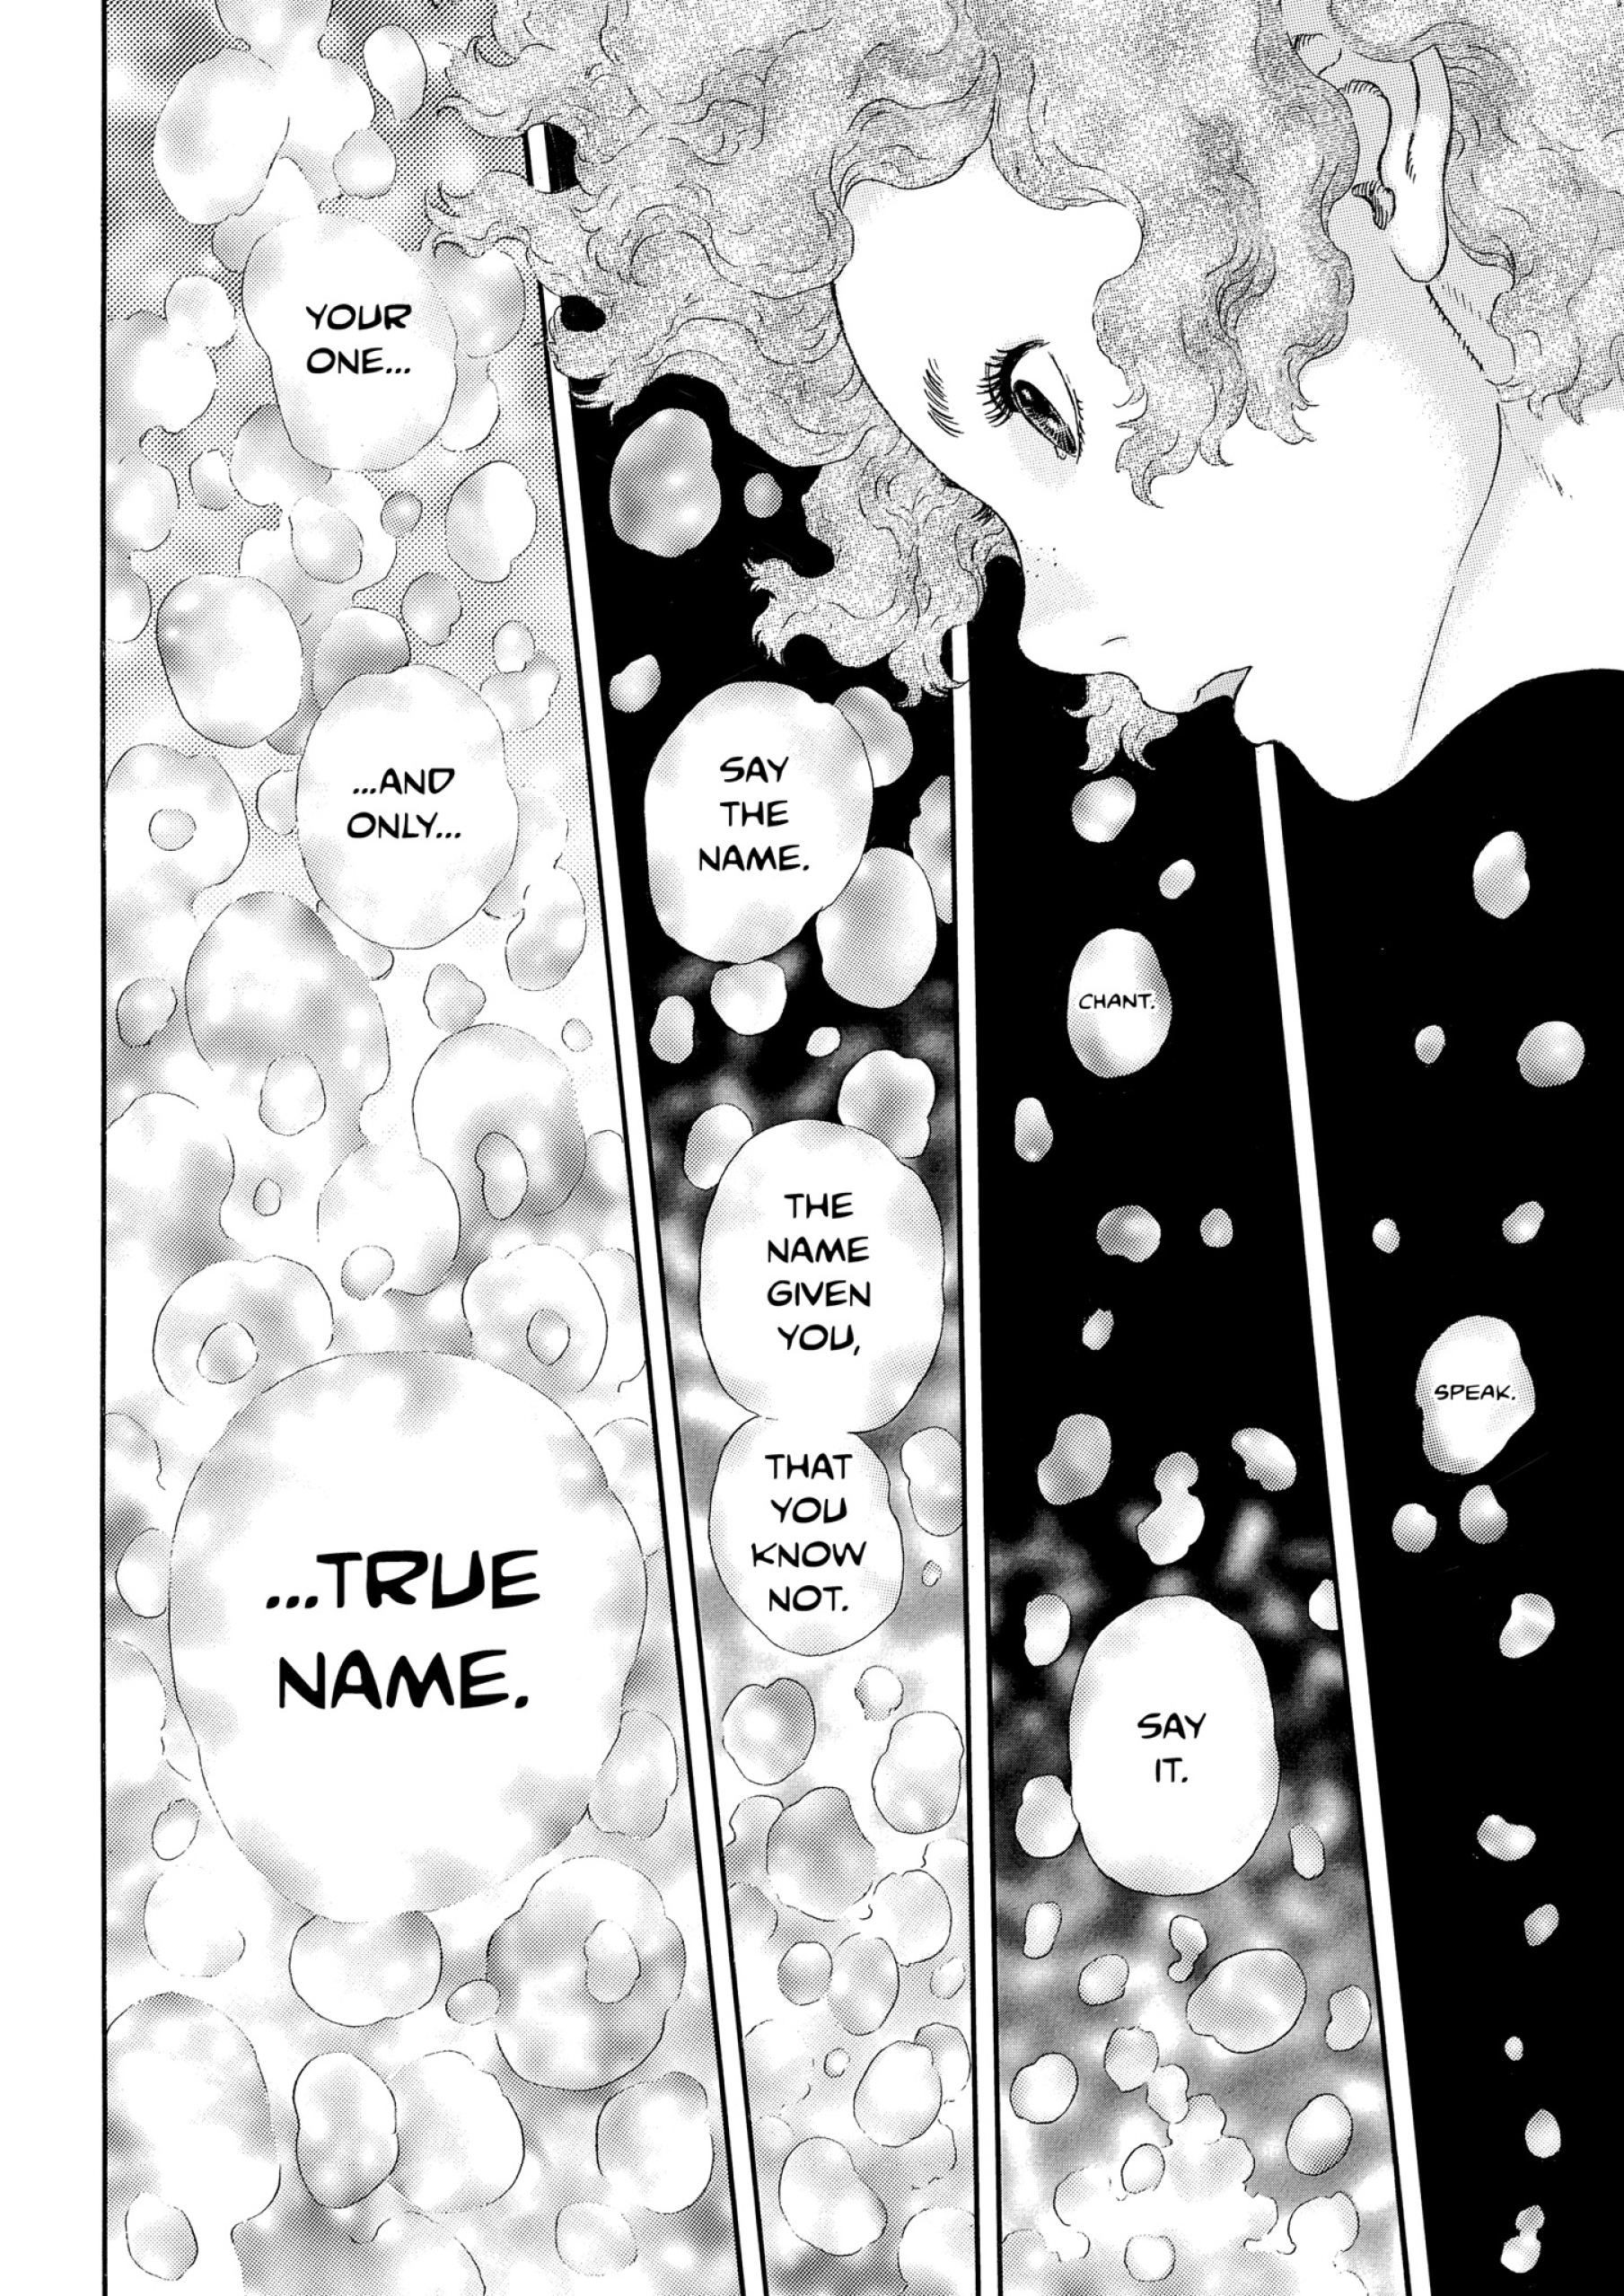 SPEAK.
CHANT.
SAY
IT.
SAY
THE
NAME.
THE
NAME
GIVEN
YOU,
THAT
YOU
KNOW
NOT.
YOUR
ONE...
...AND
ONLY...
...TRUE
NAME.